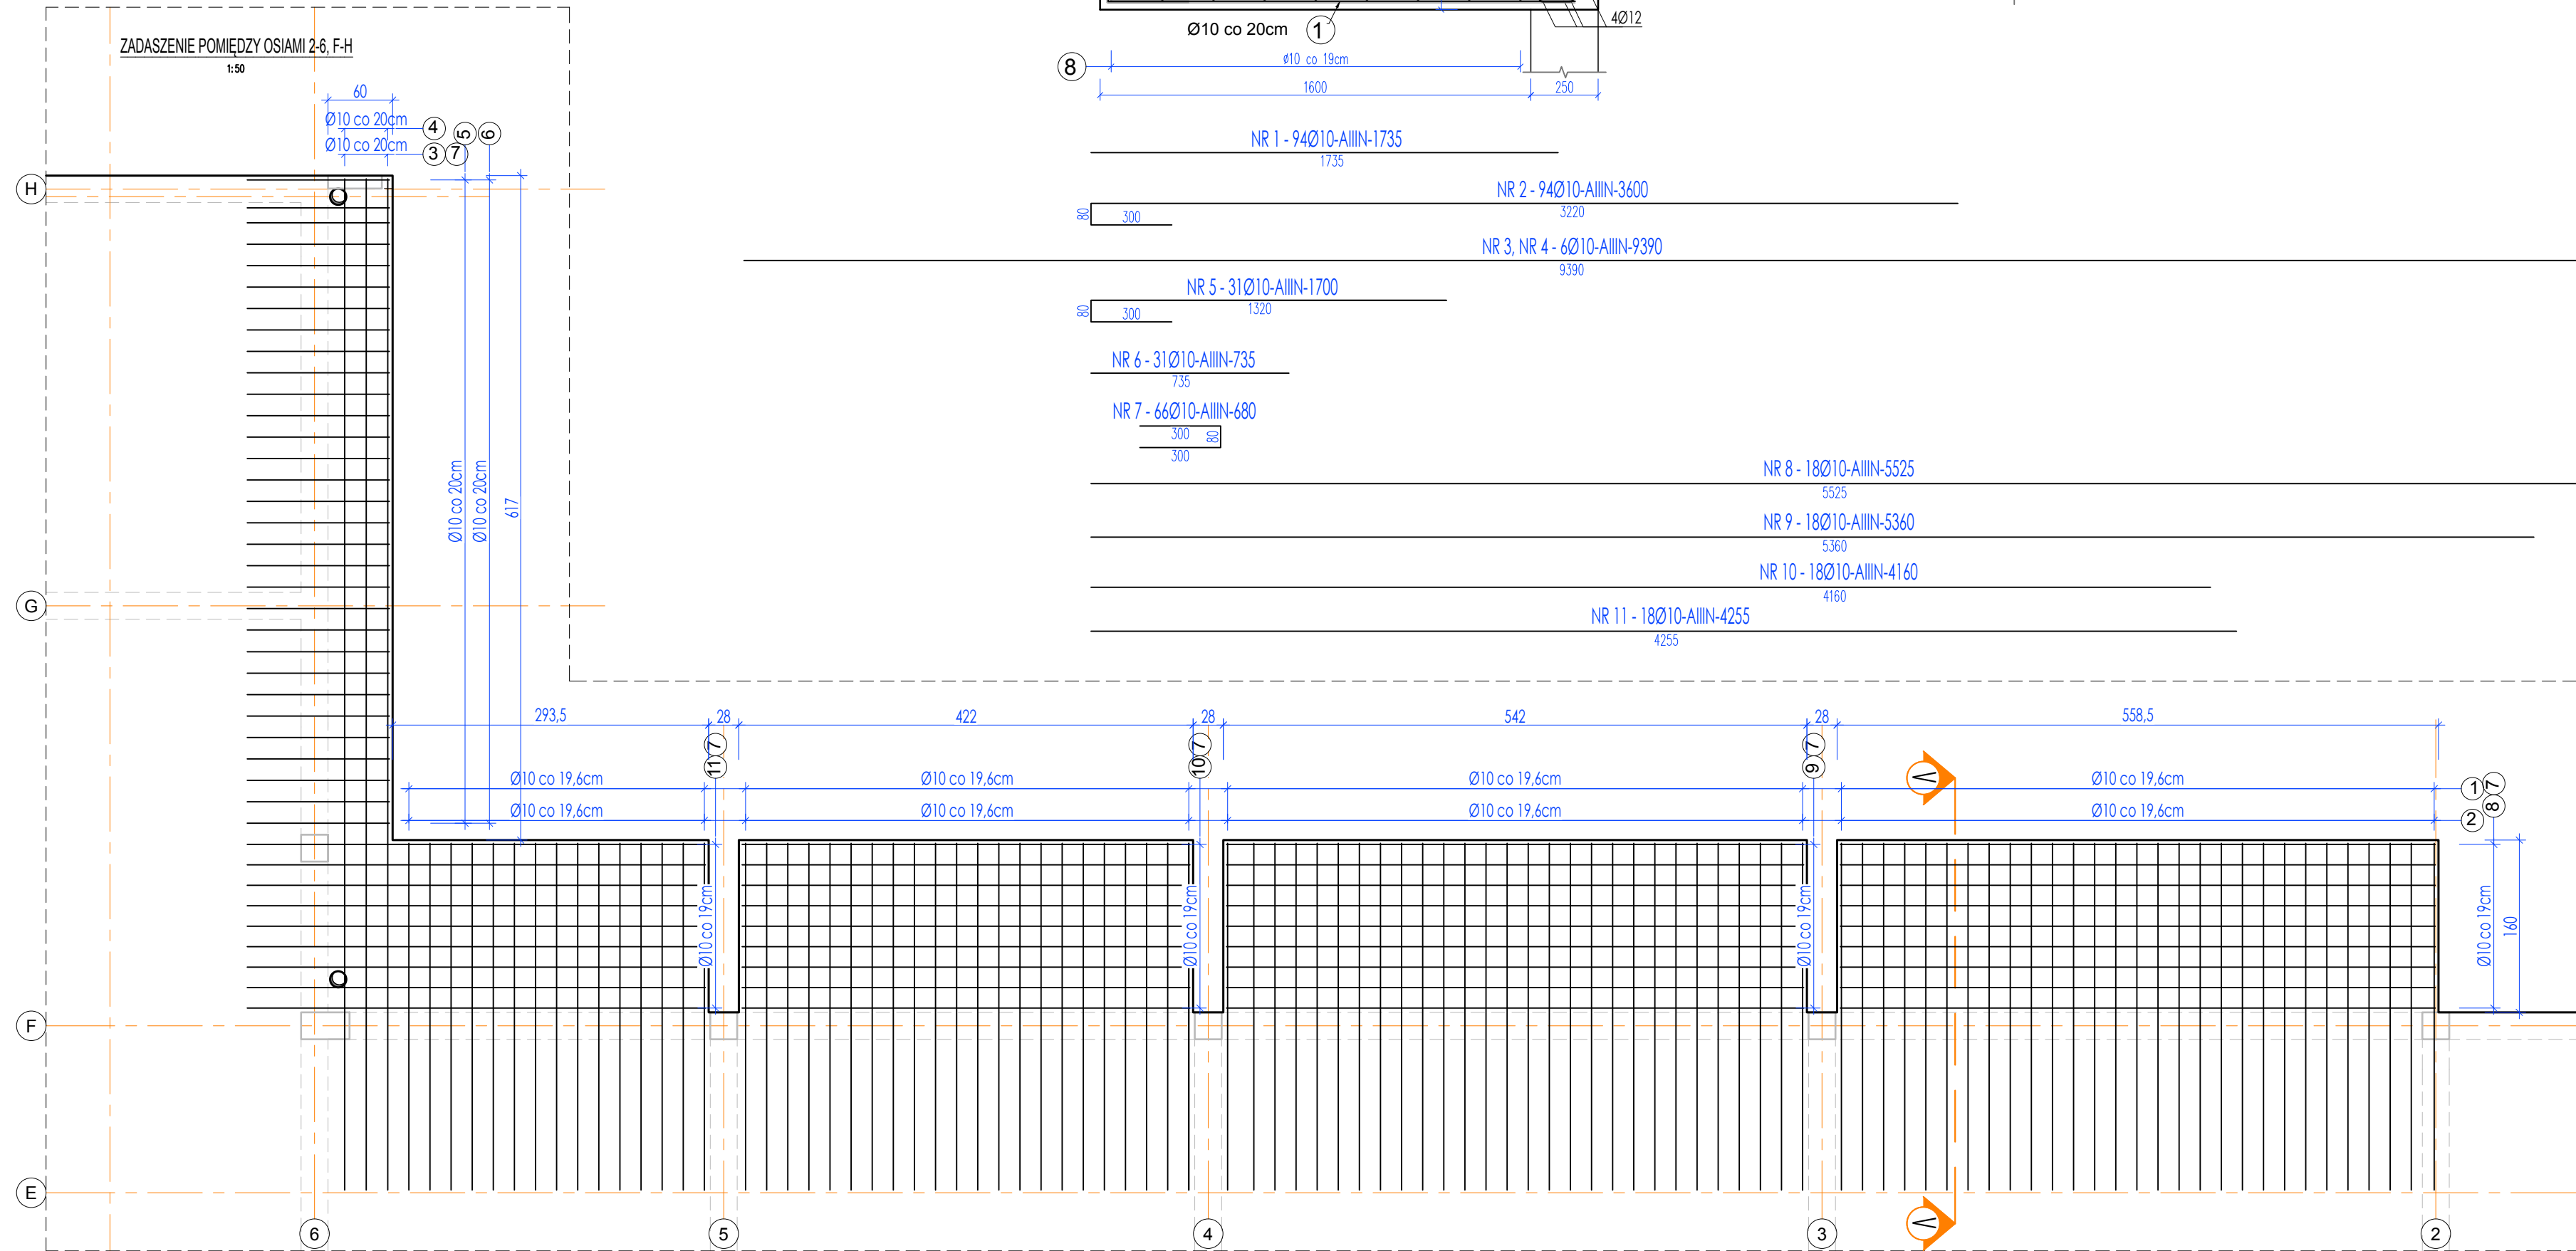 ZADASZENIE POMIĘDZY OSIAMI 2-6, F-H
1:50
4Ø12
Ø10 co 20cm
1
8
ø10 co 19cm
1600
250
60
Ø10 co 20cm
4
Ø10 co 20cm
3
7
5
6
NR 1 - 94Ø10-AIIIN-1735
1735
NR 2 - 94Ø10-AIIIN-3600
80
300
3220
NR 3, NR 4 - 6Ø10-AIIIN-9390
9390
NR 5 - 31Ø10-AIIIN-1700
80
300
1320
NR 6 - 31Ø10-AIIIN-735
735
NR 7 - 66Ø10-AIIIN-680
300
80
300
NR 8 - 18Ø10-AIIIN-5525
5525
NR 9 - 18Ø10-AIIIN-5360
5360
NR 10 - 18Ø10-AIIIN-4160
4160
NR 11 - 18Ø10-AIIIN-4255
4255
H
G
F
E
Ø10 co 20cm
Ø10 co 20cm
617
293,5
28
422
28
542
28
558,5
11
7
10
7
9
7
Ø10 co 19,6cm
Ø10 co 19,6cm
Ø10 co 19,6cm
Ø10 co 19,6cm
1
7
Ø10 co 19,6cm
Ø10 co 19,6cm
Ø10 co 19,6cm
Ø10 co 19,6cm
2
8
A
Ø10 co 19cm
Ø10 co 19cm
Ø10 co 19cm
Ø10 co 19cm
160
A
6
5
4
3
2